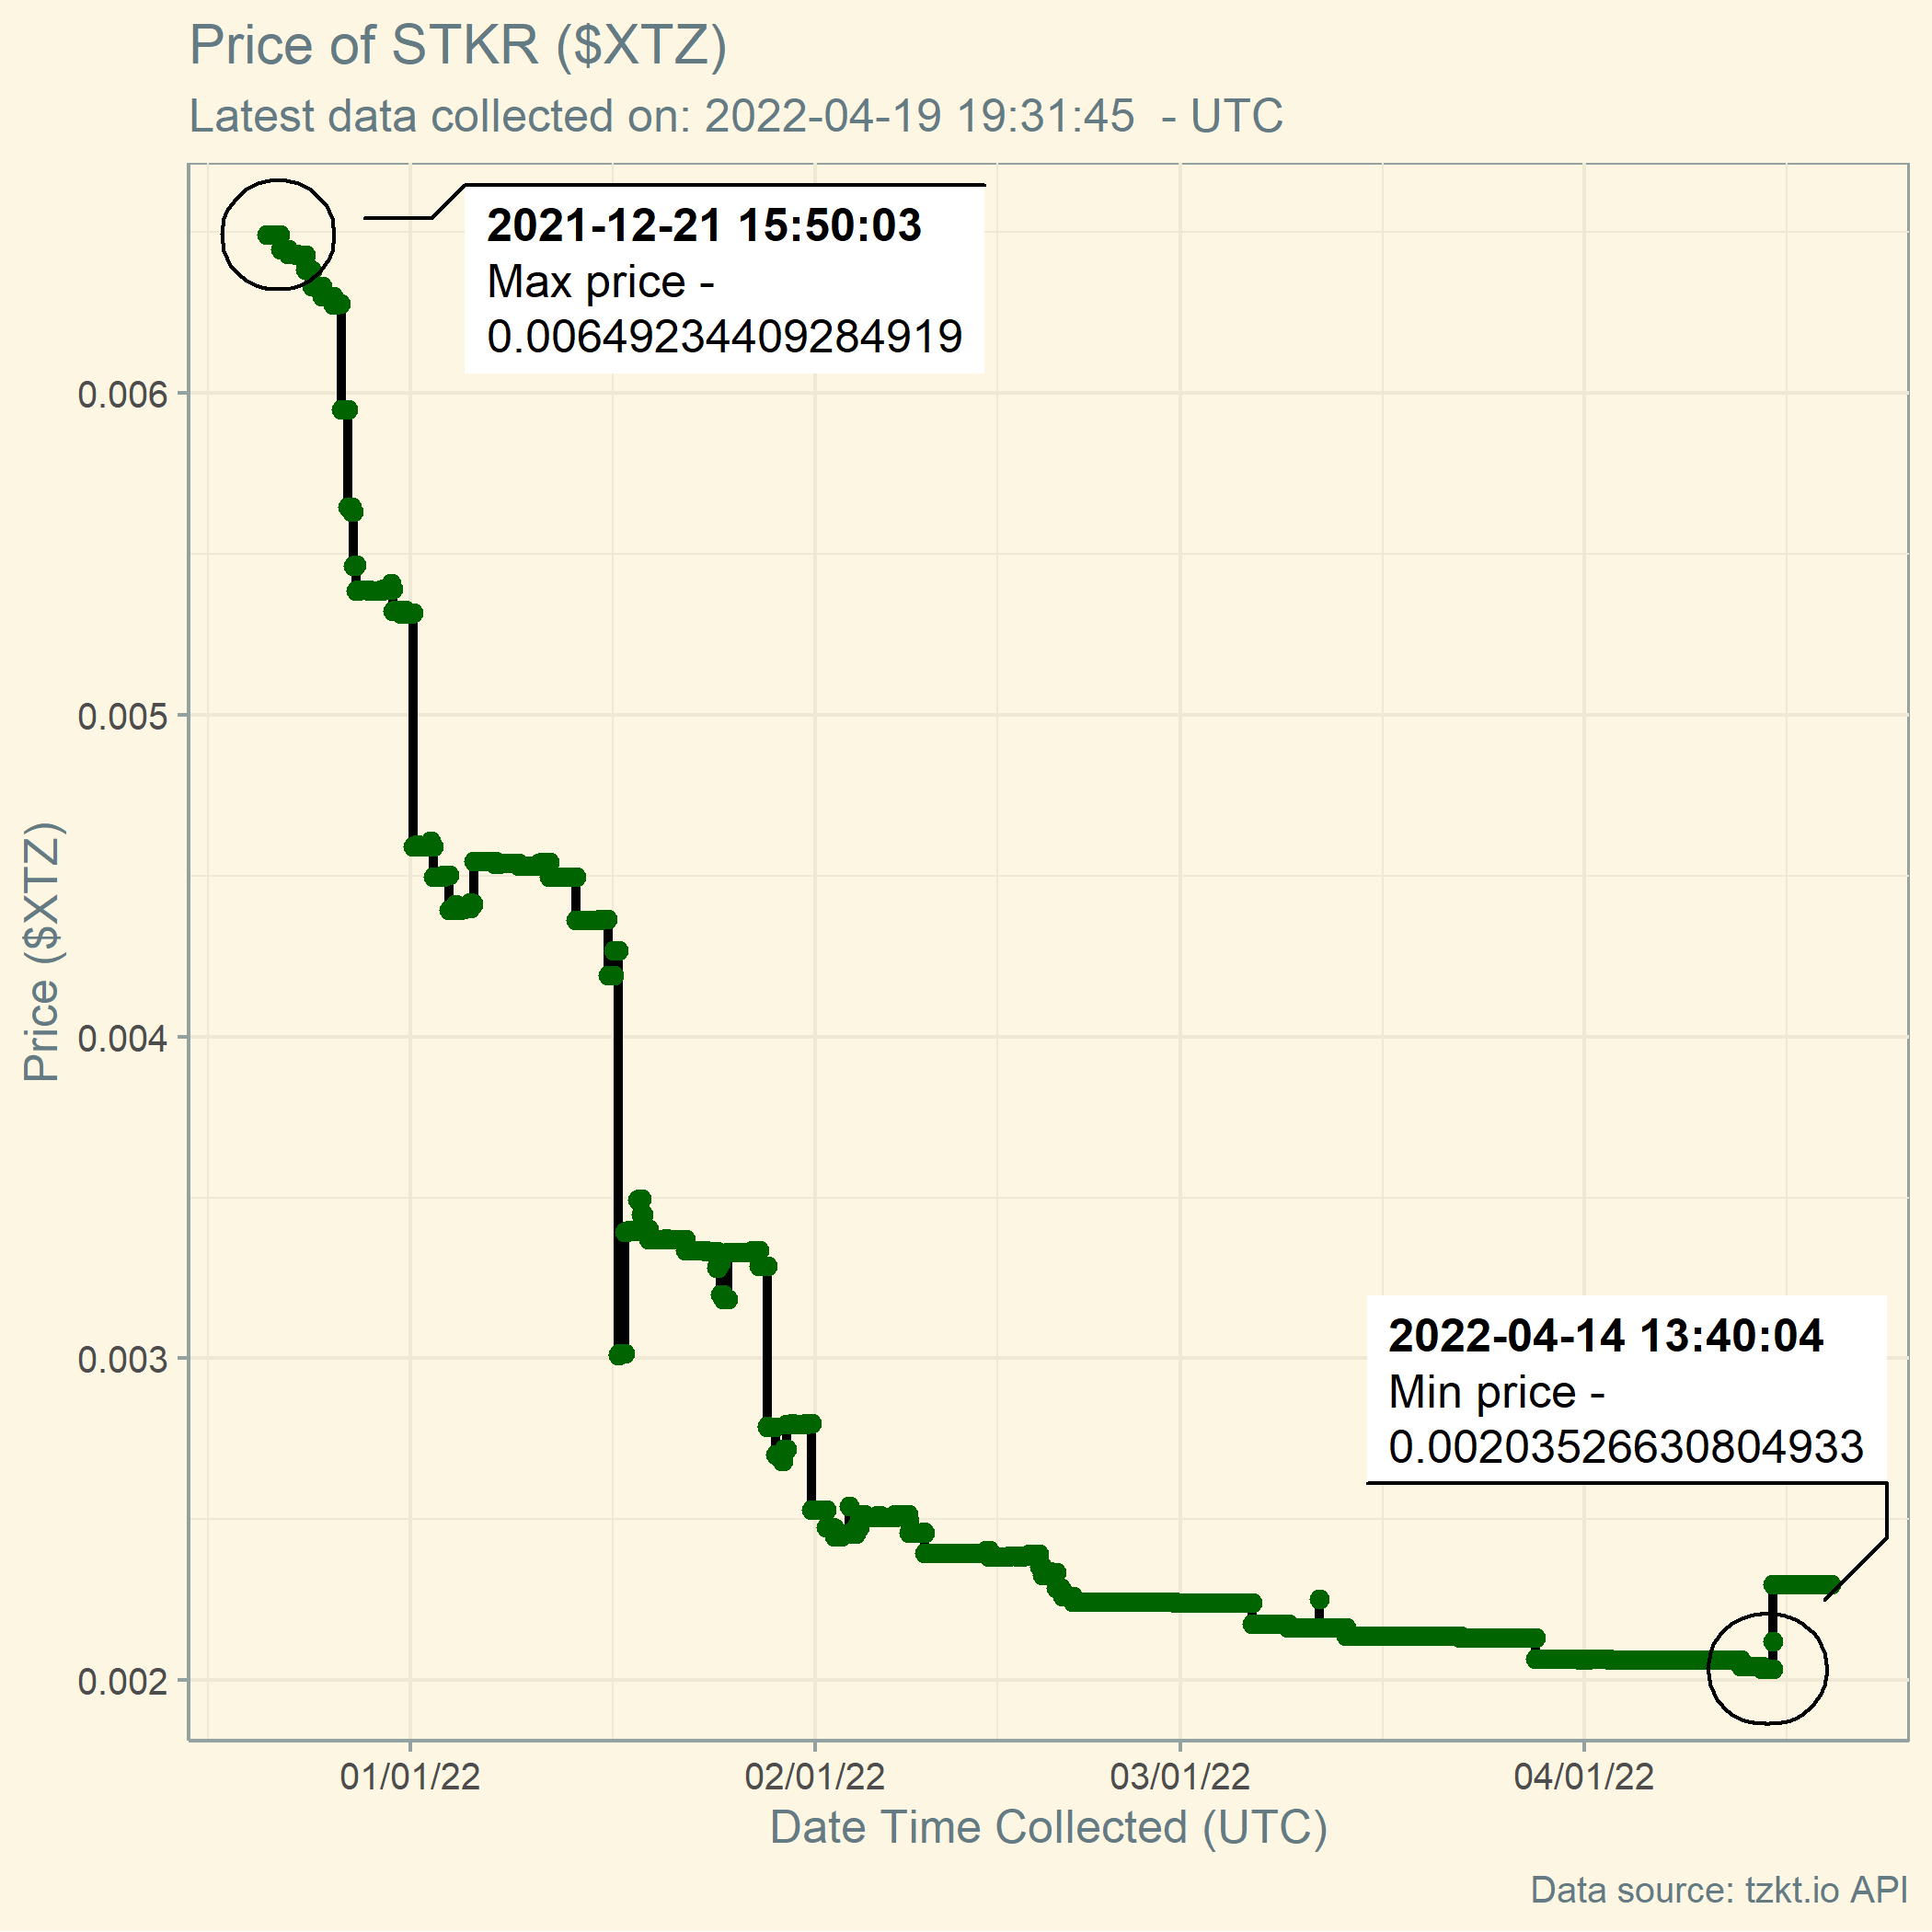 Price of STKR ($XTZ)
Latest data collected on: 2022-04-19 19:31:45  - UTC
2021-12-21 15:50:03
Max price -
0.00649234409284919
0.006
0.005
0.004
0.003
0.002
Price ($XTZ)
2022-04-14 13:40:04
Min price -
0.00203526630804933
01/01/22
02/01/22
03/01/22
04/01/22
Date Time Collected (UTC)
Data source: tzkt.io API